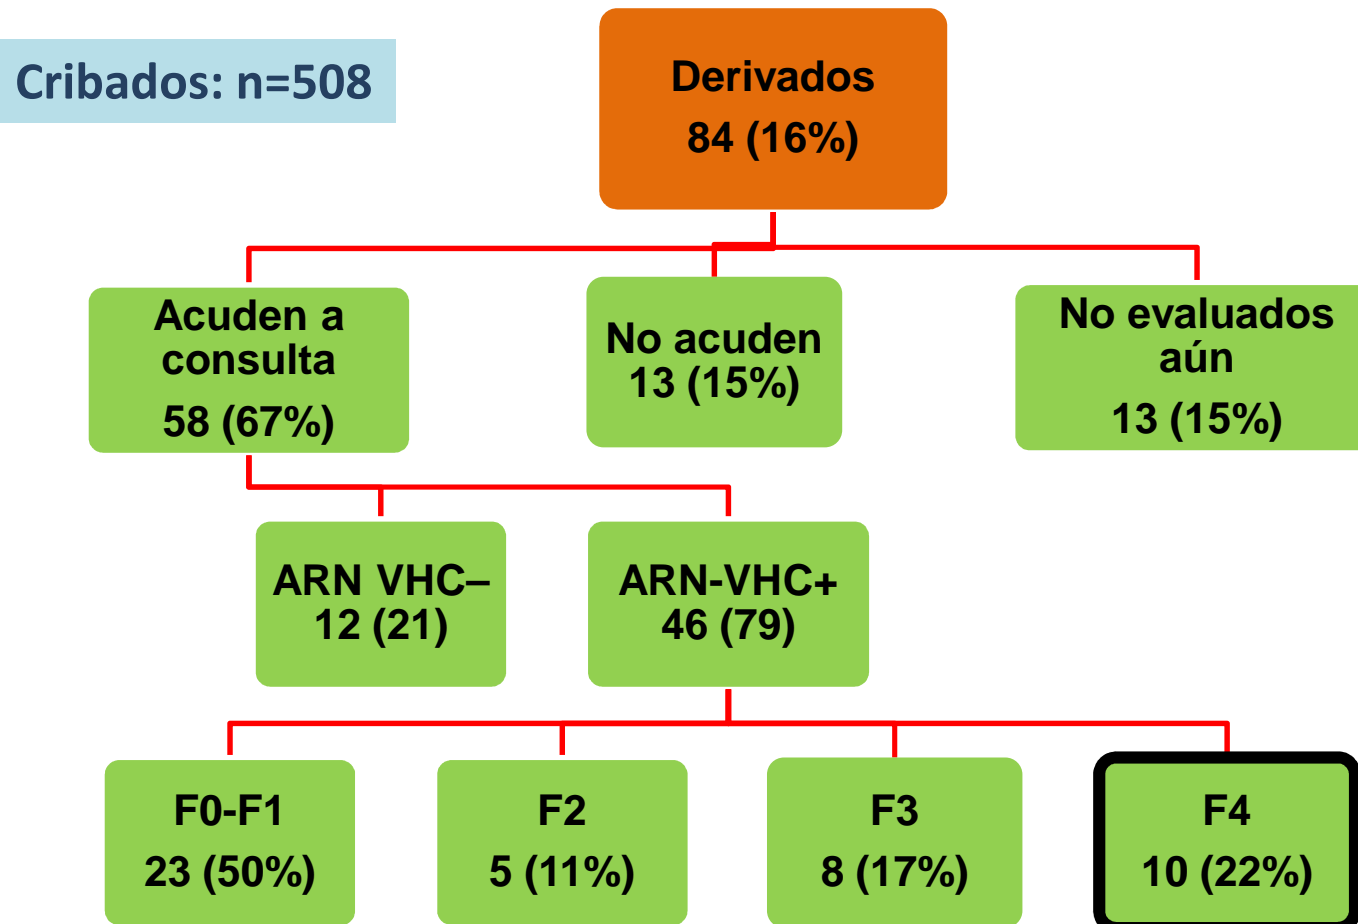 Cribados: n=508
Derivados
84 (16%)
Acuden a
consulta
58 (67%)
No acuden
13 (15%)
No evaluados
aún
13 (15%)
ARN VHC–
12 (21)
ARN-VHC+
46 (79)
F0-F1
23 (50%)
F2
5 (11%)
F3
8 (17%)
F4
10 (22%)